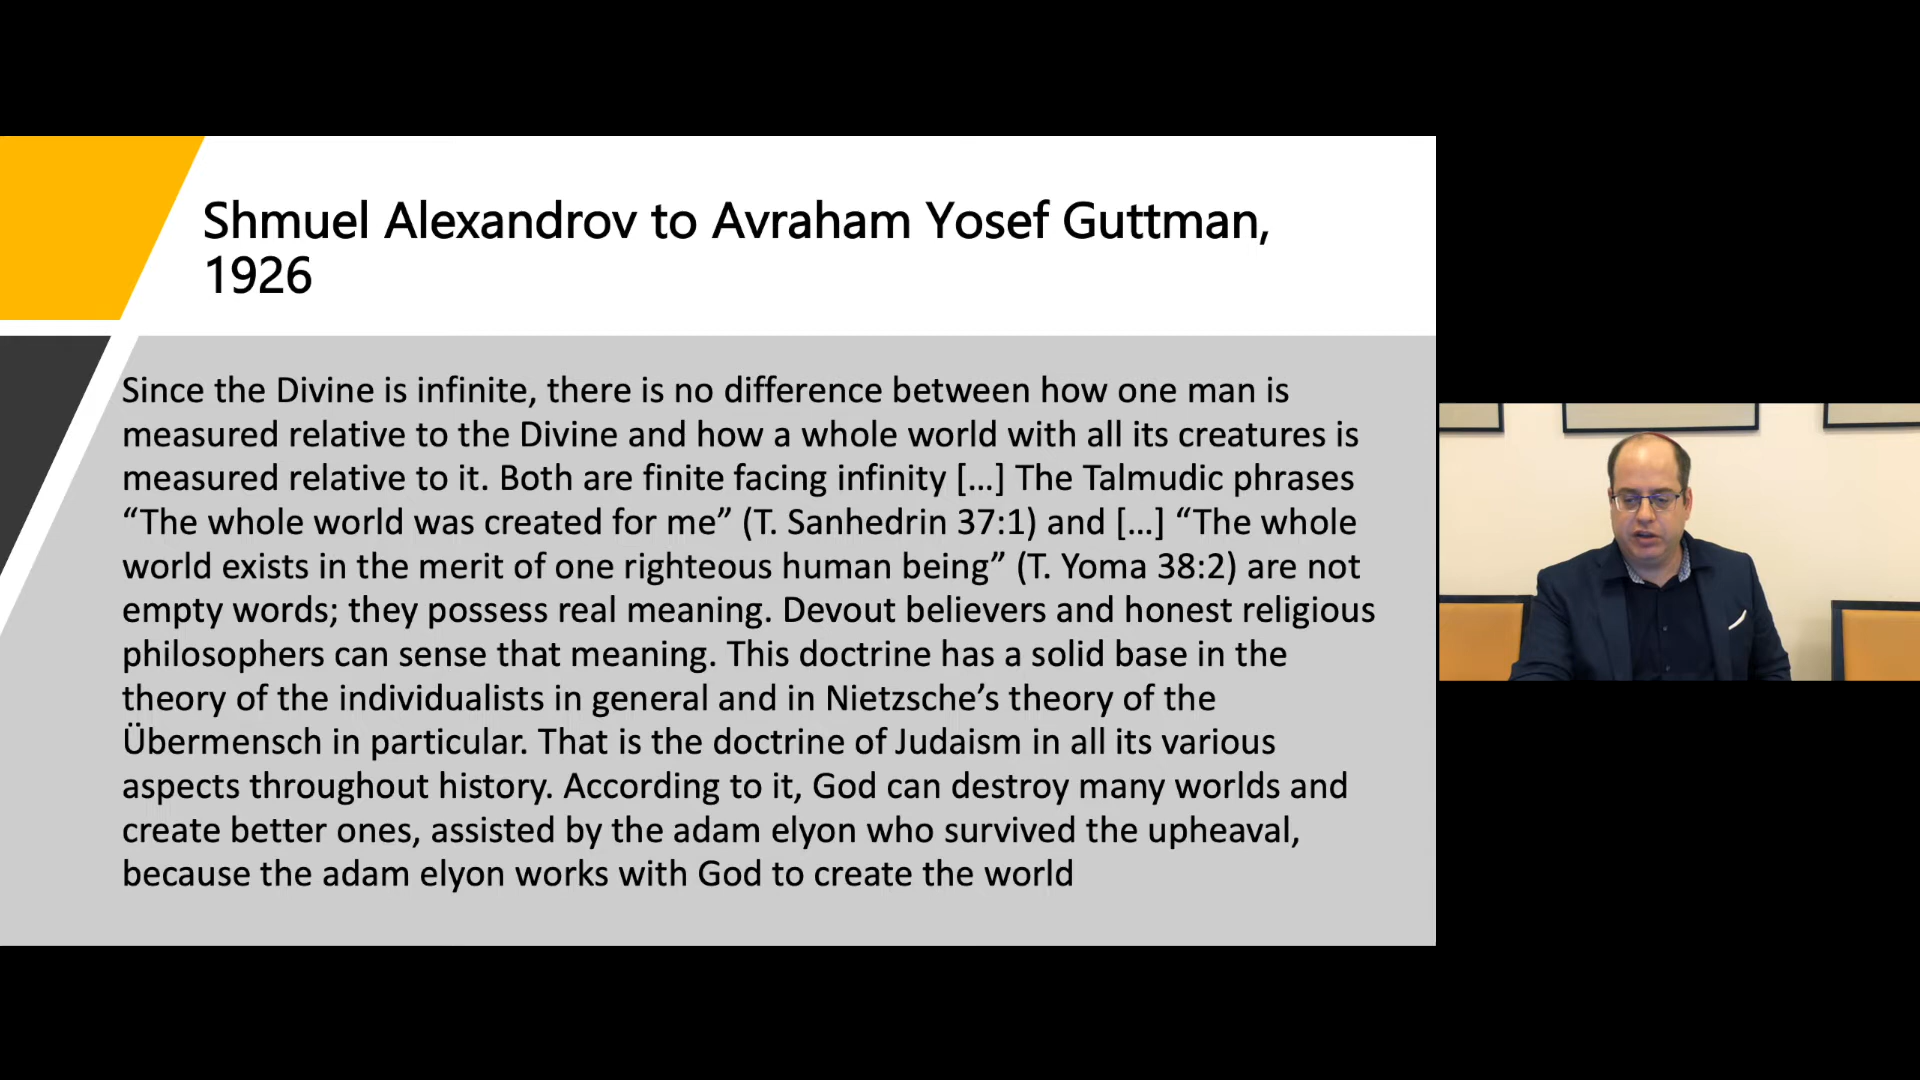 Shmuel Alexandrov to Avraham Yosef Guttman,
1926
Since the Divine is infinite, there is no difference between how one man is
measured relative to the Divine and how a whole world with all its creatures is
measured relative to it. Both are finite facing infinity [...] The Talmudic phrases
“The whole world was created for me” (T. Sanhedrin 37:1) and [...] “The whole
world exists in the merit of one righteous human being” (T. Yoma 38:2) are not
empty words; they possess real meaning. Devout believers and honest religious
philosophers can sense that meaning. This doctrine has a solid base in the
theory of the individualists in general and in Nietzsche’s theory of the
Übermensch in particular. That is the doctrine of Judaism in all its various
aspects throughout history. According to it, God can destroy many worlds and
create better ones, assisted by the adam elyon who survived the upheaval,
because the adam elyon works with God to create the world